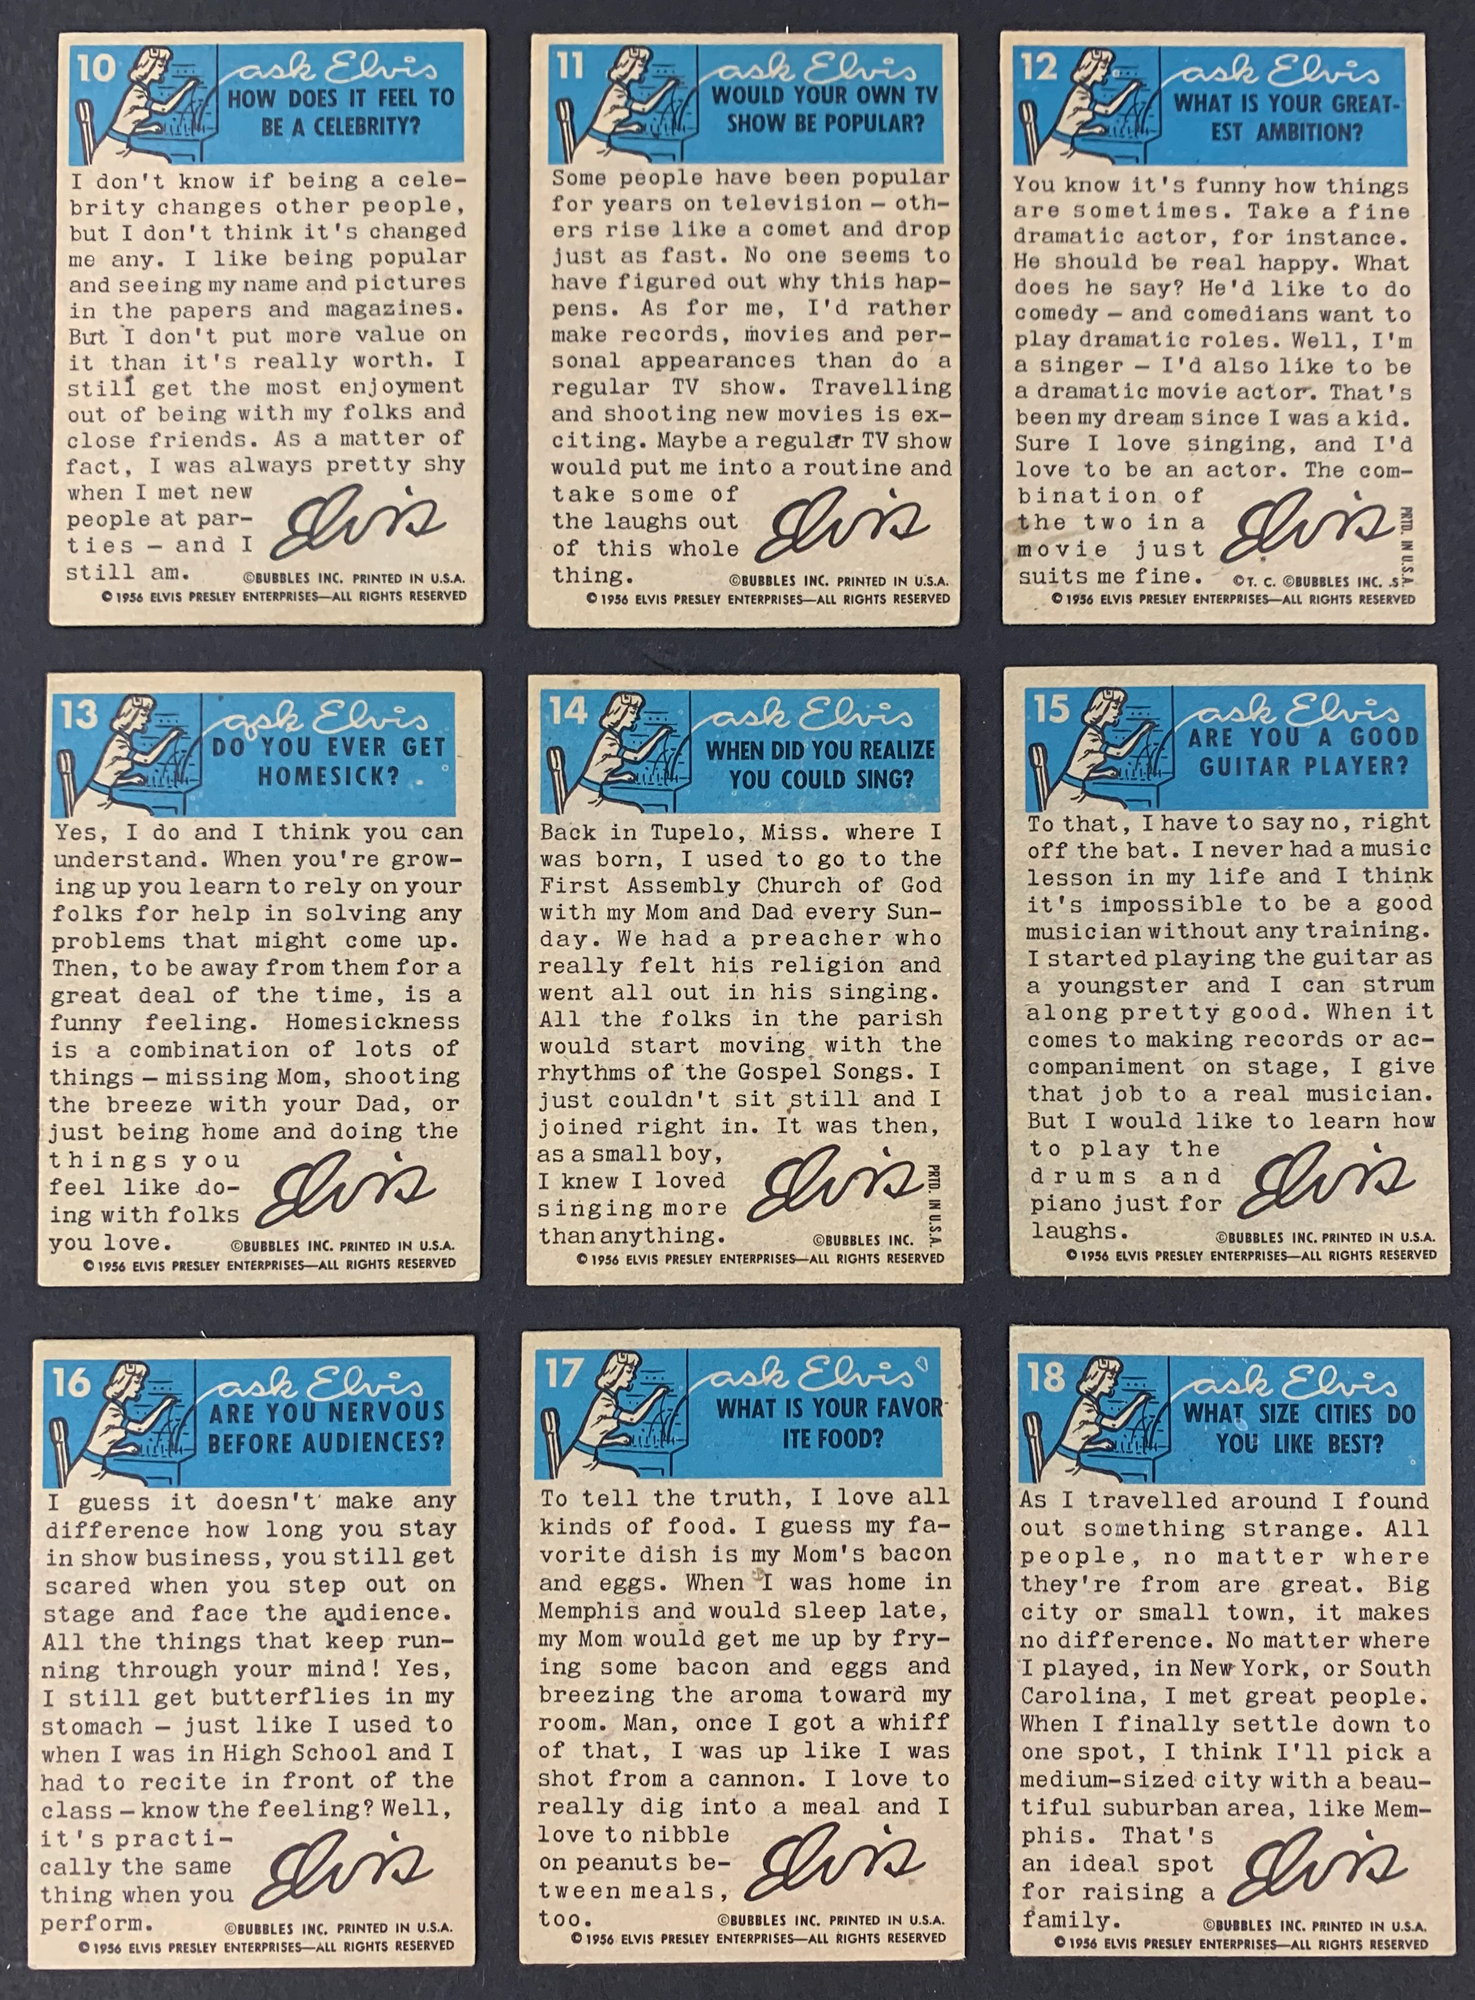 10
ask Elvis
HOW DOES IT FEEL TO
BE A CELEBRITY?
I don't know if being a cele-
brity changes other people,
but I don't think it's changed
me any. I like being popular
and seeing my name and pictures
in the papers and magazines.
But I don't put more value on
it than it's really worth. I
still get the most enjoyment
out of being with my folks and
close friends. As a matter of
fact, I was always pretty shy
when I met new
people at par-
ties – and I
still am.
Elvis
©BUBBLES INC. PRINTED IN U.S.A.
© 1956 ELVIS PRESLEY ENTERPRISES—ALL RIGHTS RESERVED
11
ask Elvis
WOULD YOUR OWN TV
SHOW BE POPULAR?
Some people have been popular
for years on television – oth-
ers rise like a comet and drop
just as fast. No one seems to
have figured out why this hap-
pens. As for me, I'd rather
make records, movies and per-
sonal appearances than do a
regular TV show. Travelling
and shooting new movies is ex-
citing. Maybe a regular TV show
would put me into a routine and
take some of
the laughs out
of this whole
thing.
Elvis
©BUBBLES INC. PRINTED IN U.S.A.
© 1956 ELVIS PRESLEY ENTERPRISES—ALL RIGHTS RESERVED
12
ask Elvis
WHAT IS YOUR GREAT-
EST AMBITION?
You know it's funny how things
are sometimes. Take a fine
dramatic actor, for instance.
He should be real happy. What
does he say? He'd like to do
comedy – and comedians want to
play dramatic roles. Well, I'm
a singer – I'd also like to be
a dramatic movie actor. That's
been my dream since I was a kid.
Sure I love singing, and I'd
love to be an actor. The com-
bination of
the two in a
movie just
suits me fine.
Elvis
PRTD. IN U.S.A.
©T. C. ©BUBBLES INC. .S
© 1956 ELVIS PRESLEY ENTERPRISES—ALL RIGHTS RESERVED
13
ask Elvis
DO YOU EVER GET
HOMESICK?
Yes, I do and I think you can
understand. When you're grow-
ing up you learn to rely on your
folks for help in solving any
problems that might come up.
Then, to be away from them for a
great deal of the time, is a
funny feeling. Homesickness
is a combination of lots of
things – missing Mom, shooting
the breeze with your Dad, or
just being home and doing the
things you
feel like do-
ing with folks
you love.
Elvis
©BUBBLES INC. PRINTED IN U.S.A.
© 1956 ELVIS PRESLEY ENTERPRISES—ALL RIGHTS RESERVED
14
ask Elvis
WHEN DID YOU REALIZE
YOU COULD SING?
Back in Tupelo, Miss. where I
was born, I used to go to the
First Assembly Church of God
with my Mom and Dad every Sun-
day. We had a preacher who
really felt his religion and
went all out in his singing.
All the folks in the parish
would start moving with the
rhythms of the Gospel Songs. I
just couldn't sit still and I
joined right in. It was then,
as a small boy,
I knew I loved
singing more
than anything.
Elvis
PRTD. IN U.S.A.
©BUBBLES INC.
© 1956 ELVIS PRESLEY ENTERPRISES—ALL RIGHTS RESERVED
15
ask Elvis
ARE YOU A GOOD
GUITAR PLAYER?
To that, I have to say no, right
off the bat. I never had a music
lesson in my life and I think
it's impossible to be a good
musician without any training.
I started playing the guitar as
a youngster and I can strum
along pretty good. When it
comes to making records or ac-
companiment on stage, I give
that job to a real musician.
But I would like to learn how
to play the
drums and
piano just for
laughs.
Elvis
©BUBBLES INC. PRINTED IN U.S.A.
© 1956 ELVIS PRESLEY ENTERPRISES—ALL RIGHTS RESERVED
16
ask Elvis
ARE YOU NERVOUS
BEFORE AUDIENCES?
I guess it doesn't make any
difference how long you stay
in show business, you still get
scared when you step out on
stage and face the audience.
All the things that keep run-
ning through your mind! Yes,
I still get butterflies in my
stomach – just like I used to
when I was in High School and I
had to recite in front of the
class – know the feeling? Well,
it's practi-
cally the same
thing when you
perform.
Elvis
©BUBBLES INC. PRINTED IN U.S.A.
© 1956 ELVIS PRESLEY ENTERPRISES—ALL RIGHTS RESERVED
17
ask Elvis
WHAT IS YOUR FAVOR-
ITE FOOD?
To tell the truth, I love all
kinds of food. I guess my fa-
vorite dish is my Mom's bacon
and eggs. When I was home in
Memphis and would sleep late,
my Mom would get me up by fry-
ing some bacon and eggs and
breezing the aroma toward my
room. Man, once I got a whiff
of that, I was up like I was
shot from a cannon. I love to
really dig into a meal and I
love to nibble
on peanuts be-
tween meals,
too.
Elvis
©BUBBLES INC. PRINTED IN U.S.A.
© 1956 ELVIS PRESLEY ENTERPRISES—ALL RIGHTS RESERVED
18
ask Elvis
WHAT SIZE CITIES DO
YOU LIKE BEST?
As I travelled around I found
out something strange. All
people, no matter where
they're from are great. Big
city or small town, it makes
no difference. No matter where
I played, in New York, or South
Carolina, I met great people.
When I finally settle down to
one spot, I think I'll pick a
medium-sized city with a beau-
tiful suburban area, like Mem-
phis. That's
an ideal spot
for raising a
family.
Elvis
©BUBBLES INC. PRINTED IN U.S.A.
© 1956 ELVIS PRESLEY ENTERPRISES—ALL RIGHTS RESERVED